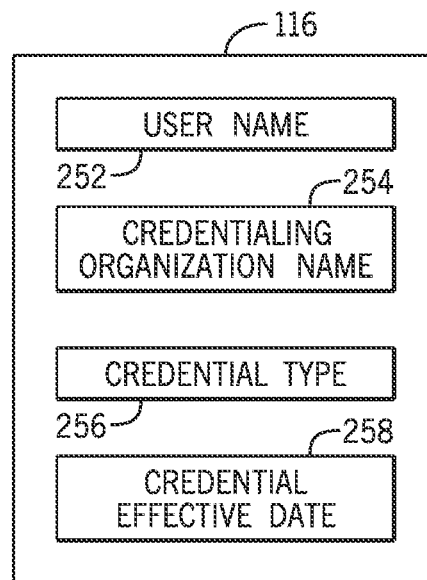 116
USER NAME
252
254
CREDENTIALING
ORGANIZATION NAME
CREDENTIAL TYPE
256
258
CREDENTIAL
EFFECTIVE DATE